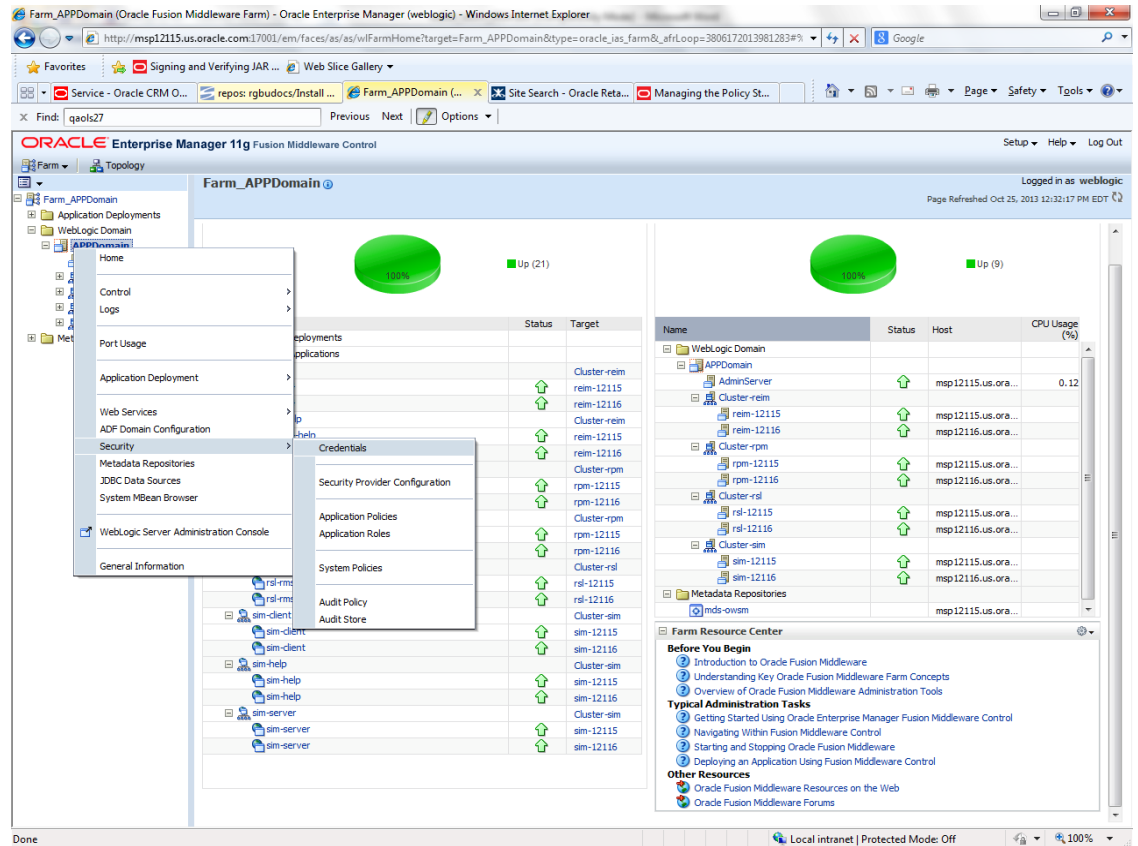 Farm_APPDomain (Oracle Fusion Middleware Farm) - Oracle Enterprise Manager (weblogic) - Windows Internet Explorer
http://msp12115.us.oracle.com:17001/em/faces/as/as/wlFarmHome?target=Farm_APPDomain&type=oracle_ias_farm&_afrLoop=3806172013981283#%
Google
Favorites
Signing and Verifying JAR ...
Web Slice Gallery
Service - Oracle CRM O...
repos: rgbudocs/Install ...
Farm_APPDomain (...
X
Site Search - Oracle Reta...
Managing the Policy St...
Page
Safety
Tools
X Find: qaols27
Previous Next
Options
ORACLE Enterprise Manager 11g Fusion Middleware Control
Setup Help Log Out
Farm
Topology
Farm_APPDomain
Logged in as weblogic
Page Refreshed Oct 25, 2013 12:32:17 PM EDT
Farm_APPDomain
Application Deployments
WebLogic Domain
APPDomain
Met
Home
Control
Logs
Port Usage
Application Deployment
Web Services
ADF Domain Configuration
Security
Metadata Repositories
JDBC Data Sources
System MBean Browser
WebLogic Server Administration Console
General Information
Credentials
Security Provider Configuration
Application Policies
Application Roles
System Policies
Audit Policy
Audit Store
100%
Up (21)
Status Target
eployments
pplications
Cluster-reim
reim-12115
reim-12116
lp Cluster-reim
-help reim-12115
reim-12116
Cluster-rpm
rpm-12115
rpm-12116
Cluster-rpm
rpm-12115
rpm-12116
Cluster-rsl
rsl-rms rsl-12115
rsl-rms rsl-12116
sim-client Cluster-sim
sim-client sim-12115
sim-client sim-12116
sim-help Cluster-sim
sim-help sim-12115
sim-help sim-12116
sim-server Cluster-sim
sim-server sim-12115
sim-server sim-12116
100%
Up (9)
Name Status Host CPU Usage (%)
WebLogic Domain
APPDomain
AdminServer msp12115.us.ora... 0.12
Cluster-reim
reim-12115 msp12115.us.ora...
reim-12116 msp12116.us.ora...
Cluster-rpm
rpm-12115 msp12115.us.ora...
rpm-12116 msp12116.us.ora...
Cluster-rsl
rsl-12115 msp12115.us.ora...
rsl-12116 msp12116.us.ora...
Cluster-sim
sim-12115 msp12115.us.ora...
sim-12116 msp12116.us.ora...
Metadata Repositories
mds-owsm msp12115.us.ora...
Farm Resource Center
Before You Begin
Introduction to Oracle Fusion Middleware
Understanding Key Oracle Fusion Middleware Farm Concepts
Overview of Oracle Fusion Middleware Administration Tools
Typical Administration Tasks
Getting Started Using Oracle Enterprise Manager Fusion Middleware Control
Navigating Within Fusion Middleware Control
Starting and Stopping Oracle Fusion Middleware
Deploying an Application Using Fusion Middleware Control
Other Resources
Oracle Fusion Middleware Resources on the Web
Oracle Fusion Middleware Forums
Done
Local intranet | Protected Mode: Off
100%